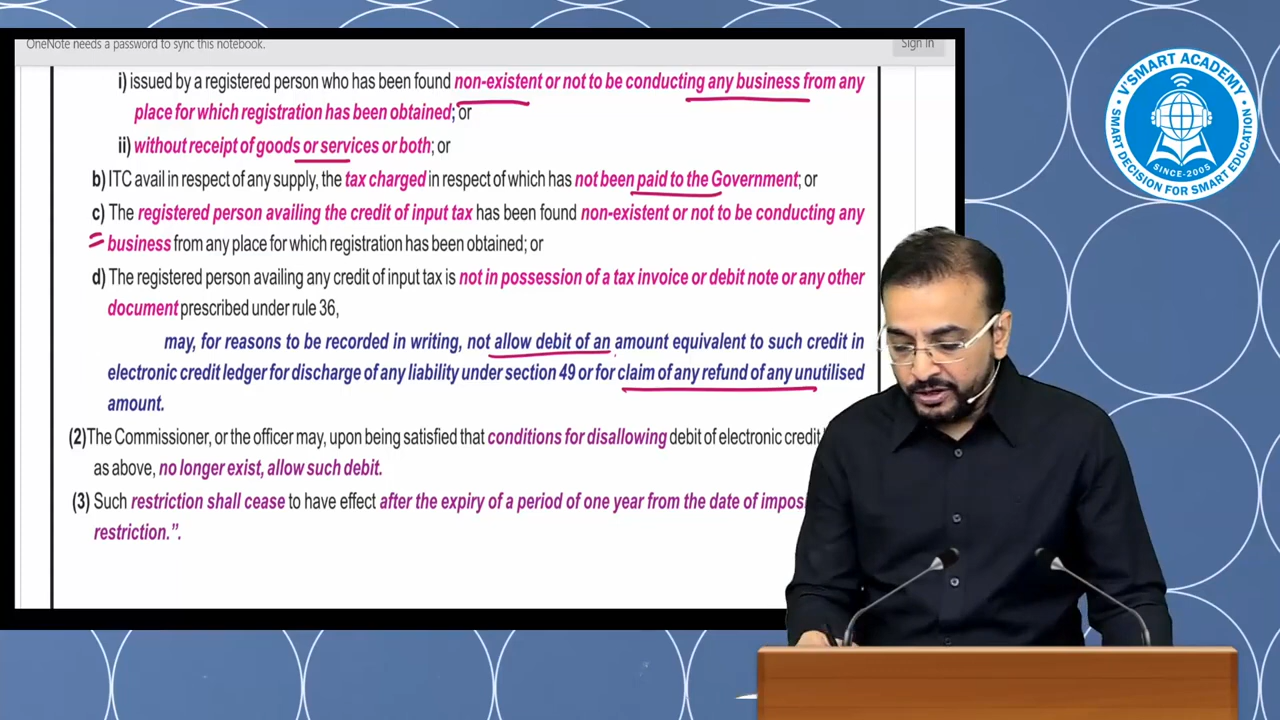 OneNote needs a password to sync this notebook.
Sign in
i) issued by a registered person who has been found non-existent or not to be conducting any business from any
place for which registration has been obtained; or
ii) without receipt of goods or services or both; or
b) ITC avail in respect of any supply, the tax charged in respect of which has not been paid to the Government; or
c) The registered person availing the credit of input tax has been found non-existent or not to be conducting any
business from any place for which registration has been obtained; or
d) The registered person availing any credit of input tax is not in possession of a tax invoice or debit note or any other
document prescribed under rule 36,
may, for reasons to be recorded in writing, not allow debit of an amount equivalent to such credit in
electronic credit ledger for discharge of any liability under section 49 or for claim of any refund of any unutilised
amount.
(2)The Commissioner, or the officer may, upon being satisfied that conditions for disallowing debit of electronic credit
as above, no longer exist, allow such debit.
(3) Such restriction shall cease to have effect after the expiry of a period of one year from the date of
restriction.”.
V'SMART ACADEMY
SINCE-2005
SMART DECISION FOR SMART EDUCATION